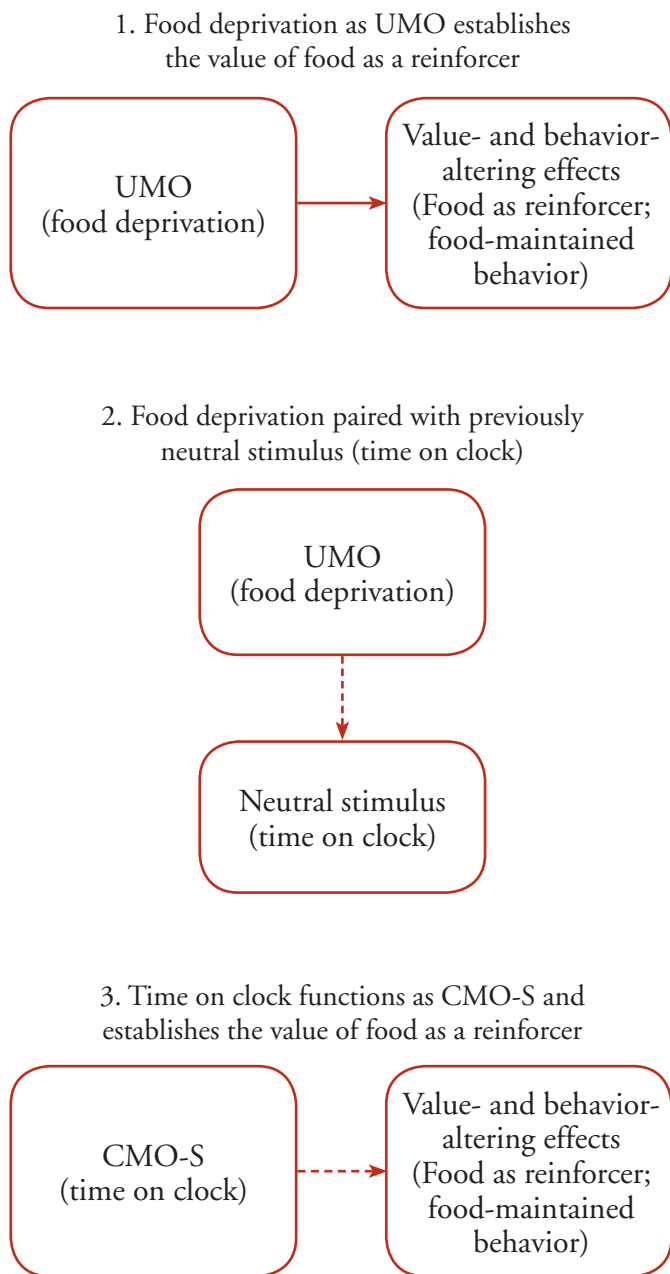 1. Food deprivation as UMO establishes
the value of food as a reinforcer
UMO
(food deprivation)
Value- and behavior-
altering effects
(Food as reinforcer;
food-maintained
behavior)
2. Food deprivation paired with previously
neutral stimulus (time on clock)
UMO
(food deprivation)
Neutral stimulus
(time on clock)
3. Time on clock functions as CMO-S and
establishes the value of food as a reinforcer
CMO-S
(time on clock)
Value- and behavior-
altering effects
(Food as reinforcer;
food-maintained
behavior)